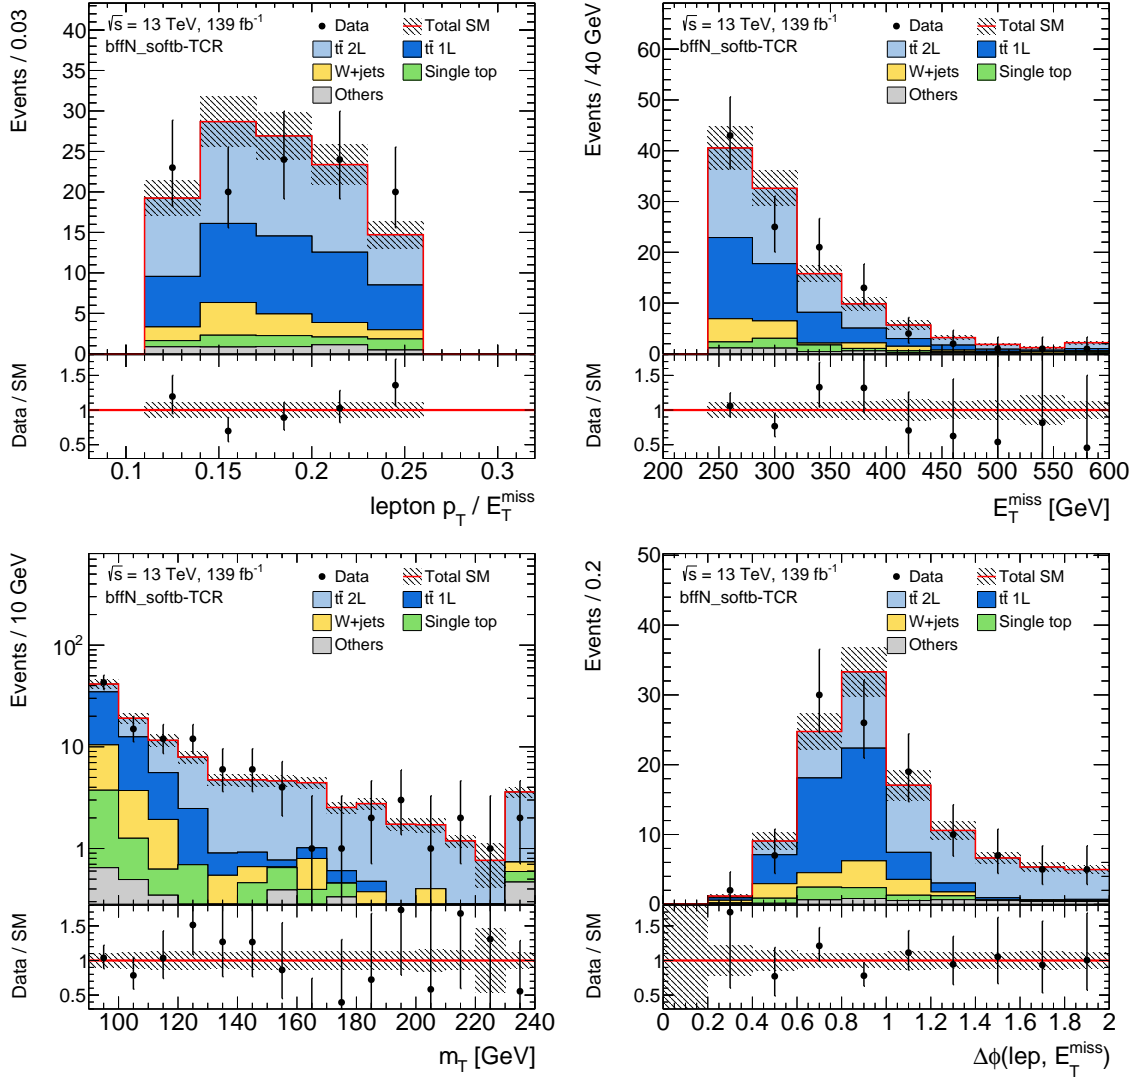 Events / 0.03
√s = 13 TeV, 139 fb⁻¹
bffN_softb-TCR
Data
Total SM
tt̄ 2L
tt̄ 1L
W+jets
Single top
Others
40
35
30
25
20
15
10
5
0
Data / SM
1.5
1
0.5
0.1 0.15 0.2 0.25 0.3
lepton p_T / E_T^miss
Events / 40 GeV
√s = 13 TeV, 139 fb⁻¹
bffN_softb-TCR
Data
Total SM
tt̄ 2L
tt̄ 1L
W+jets
Single top
Others
60
50
40
30
20
10
0
Data / SM
1.5
1
0.5
200 250 300 350 400 450 500 550 600
E_T^miss [GeV]
Events / 10 GeV
√s = 13 TeV, 139 fb⁻¹
bffN_softb-TCR
Data
Total SM
tt̄ 2L
tt̄ 1L
W+jets
Single top
Others
10²
10
1
Data / SM
1.5
1
0.5
100 120 140 160 180 200 220 240
m_T [GeV]
Events / 0.2
√s = 13 TeV, 139 fb⁻¹
bffN_softb-TCR
Data
Total SM
tt̄ 2L
tt̄ 1L
W+jets
Single top
Others
50
40
30
20
10
0
Data / SM
1.5
1
0.5
0 0.2 0.4 0.6 0.8 1 1.2 1.4 1.6 1.8 2
Δϕ(lep, E_T^miss)